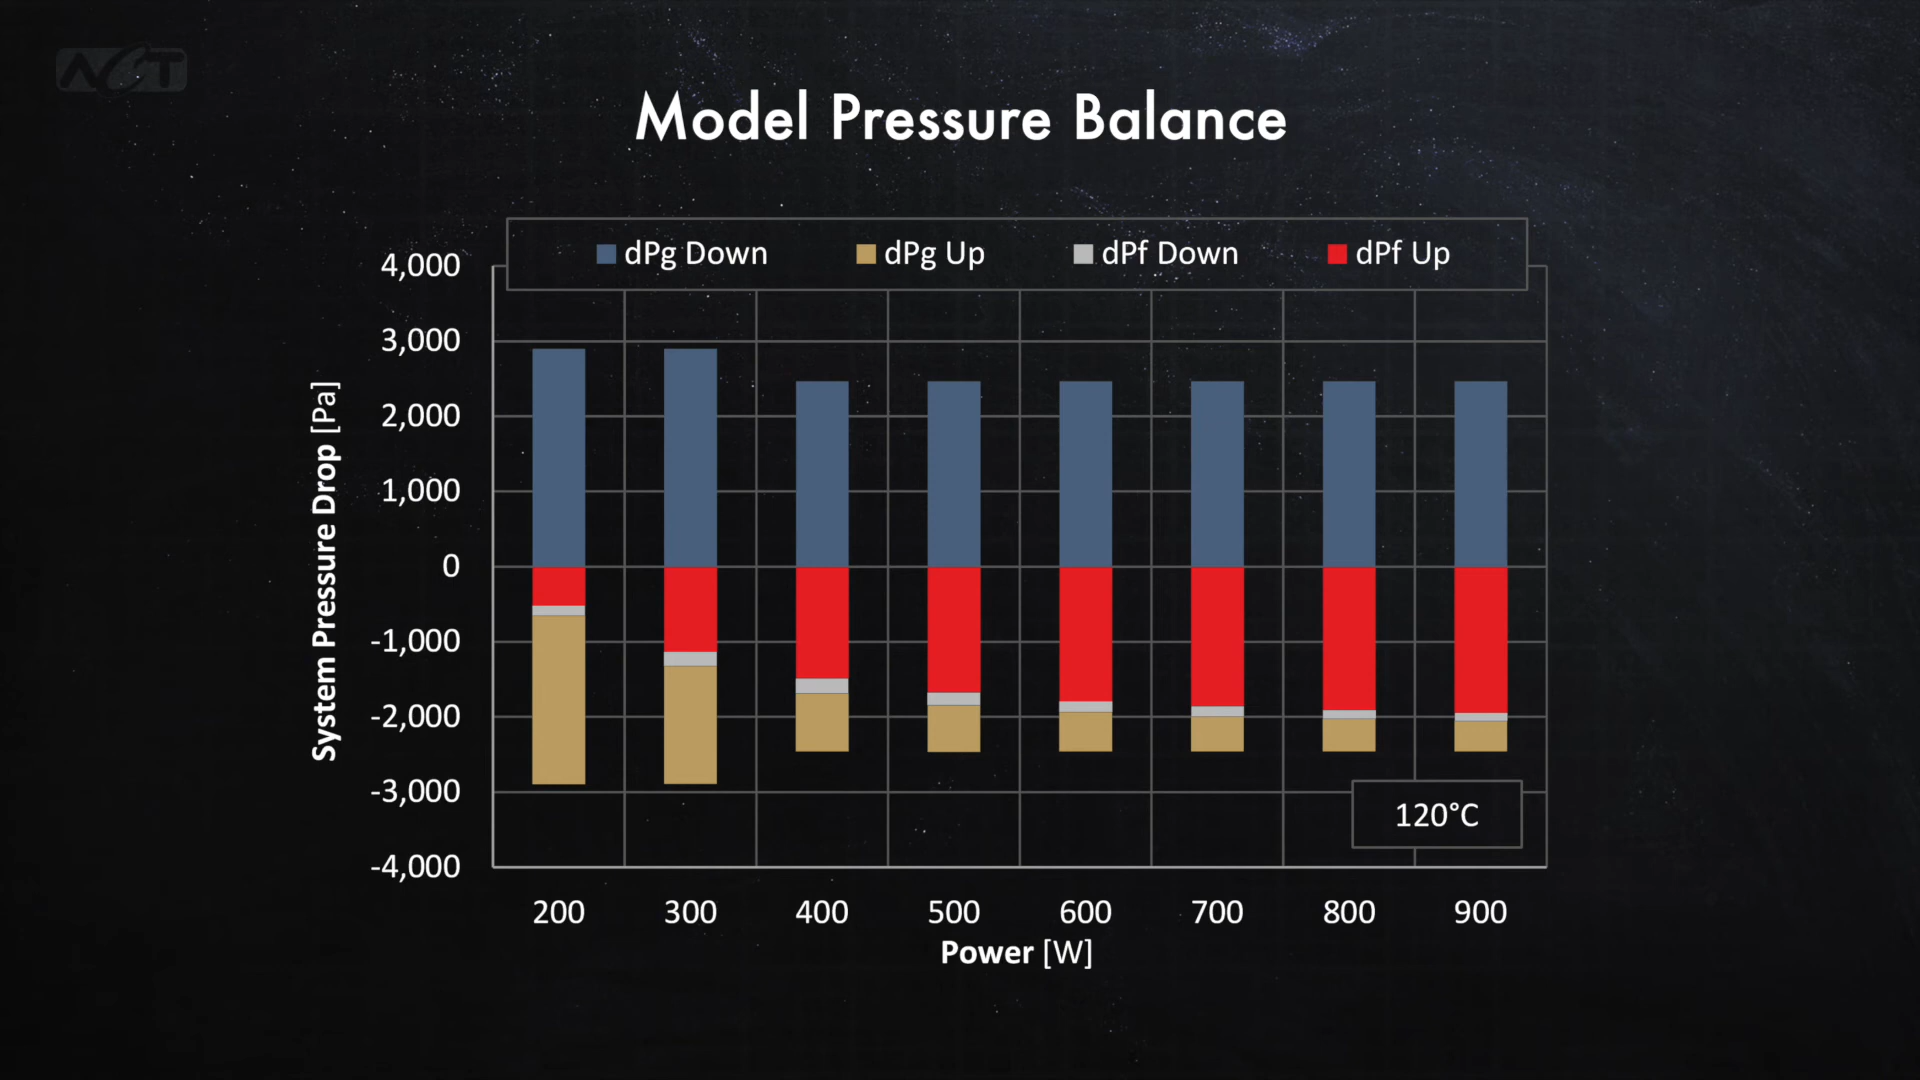 ACT
Model Pressure Balance
dPg Down dPg Up dPf Down dPf Up
4,000
3,000
2,000
1,000
0
-1,000
-2,000
-3,000
-4,000
System Pressure Drop [Pa]
120°C
200 300 400 500 600 700 800 900
Power [W]